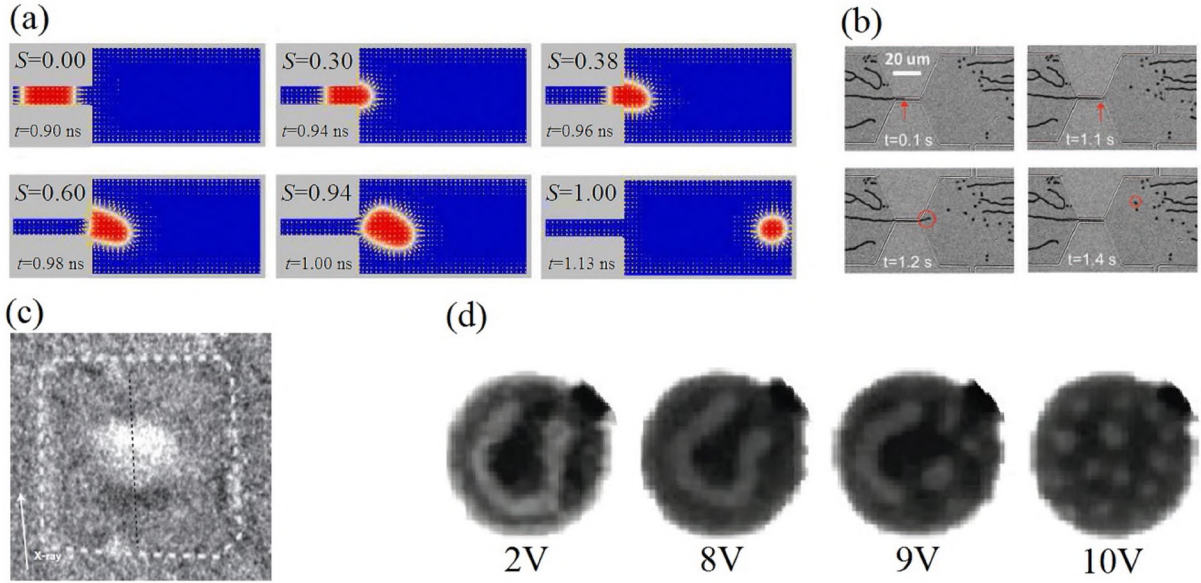 (a)
S=0.00
t=0.90 ns
S=0.30
t=0.94 ns
S=0.38
t=0.96 ns
S=0.60
t=0.98 ns
S=0.94
t=1.00 ns
S=1.00
t=1.13 ns
(b)
20 um
t=0.1 s
t=1.1 s
t=1.2 s
t=1.4 s
(c)
X-ray
(d)
2V
8V
9V
10V